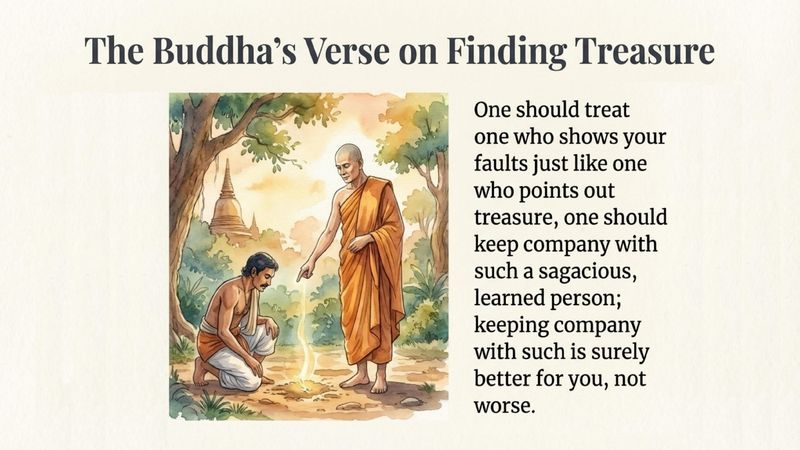 The Buddha’s Verse on Finding Treasure
One should treat
one who shows your
faults just like one
who points out
treasure, one should
keep company with
such a sagacious,
learned person;
keeping company
with such is surely
better for you, not
worse.